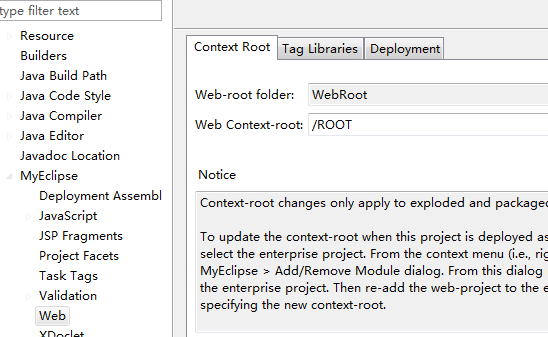 type filter text
Resource
Builders
Java Build Path
Java Code Style
Java Compiler
Java Editor
Javadoc Location
MyEclipse
Deployment Assembl
JavaScript
JSP Fragments
Project Facets
Task Tags
Validation
Web
XDoclet
Context Root Tag Libraries Deployment
Web-root folder: WebRoot
Web Context-root: /ROOT
Notice
Context-root changes only apply to exploded and packaged
To update the context-root when this project is deployed as
select the enterprise project. From the context menu (i.e., rig
MyEclipse > Add/Remove Module dialog. From this dialog
the enterprise project. Then re-add the web-project to the e
specifying the new context-root.